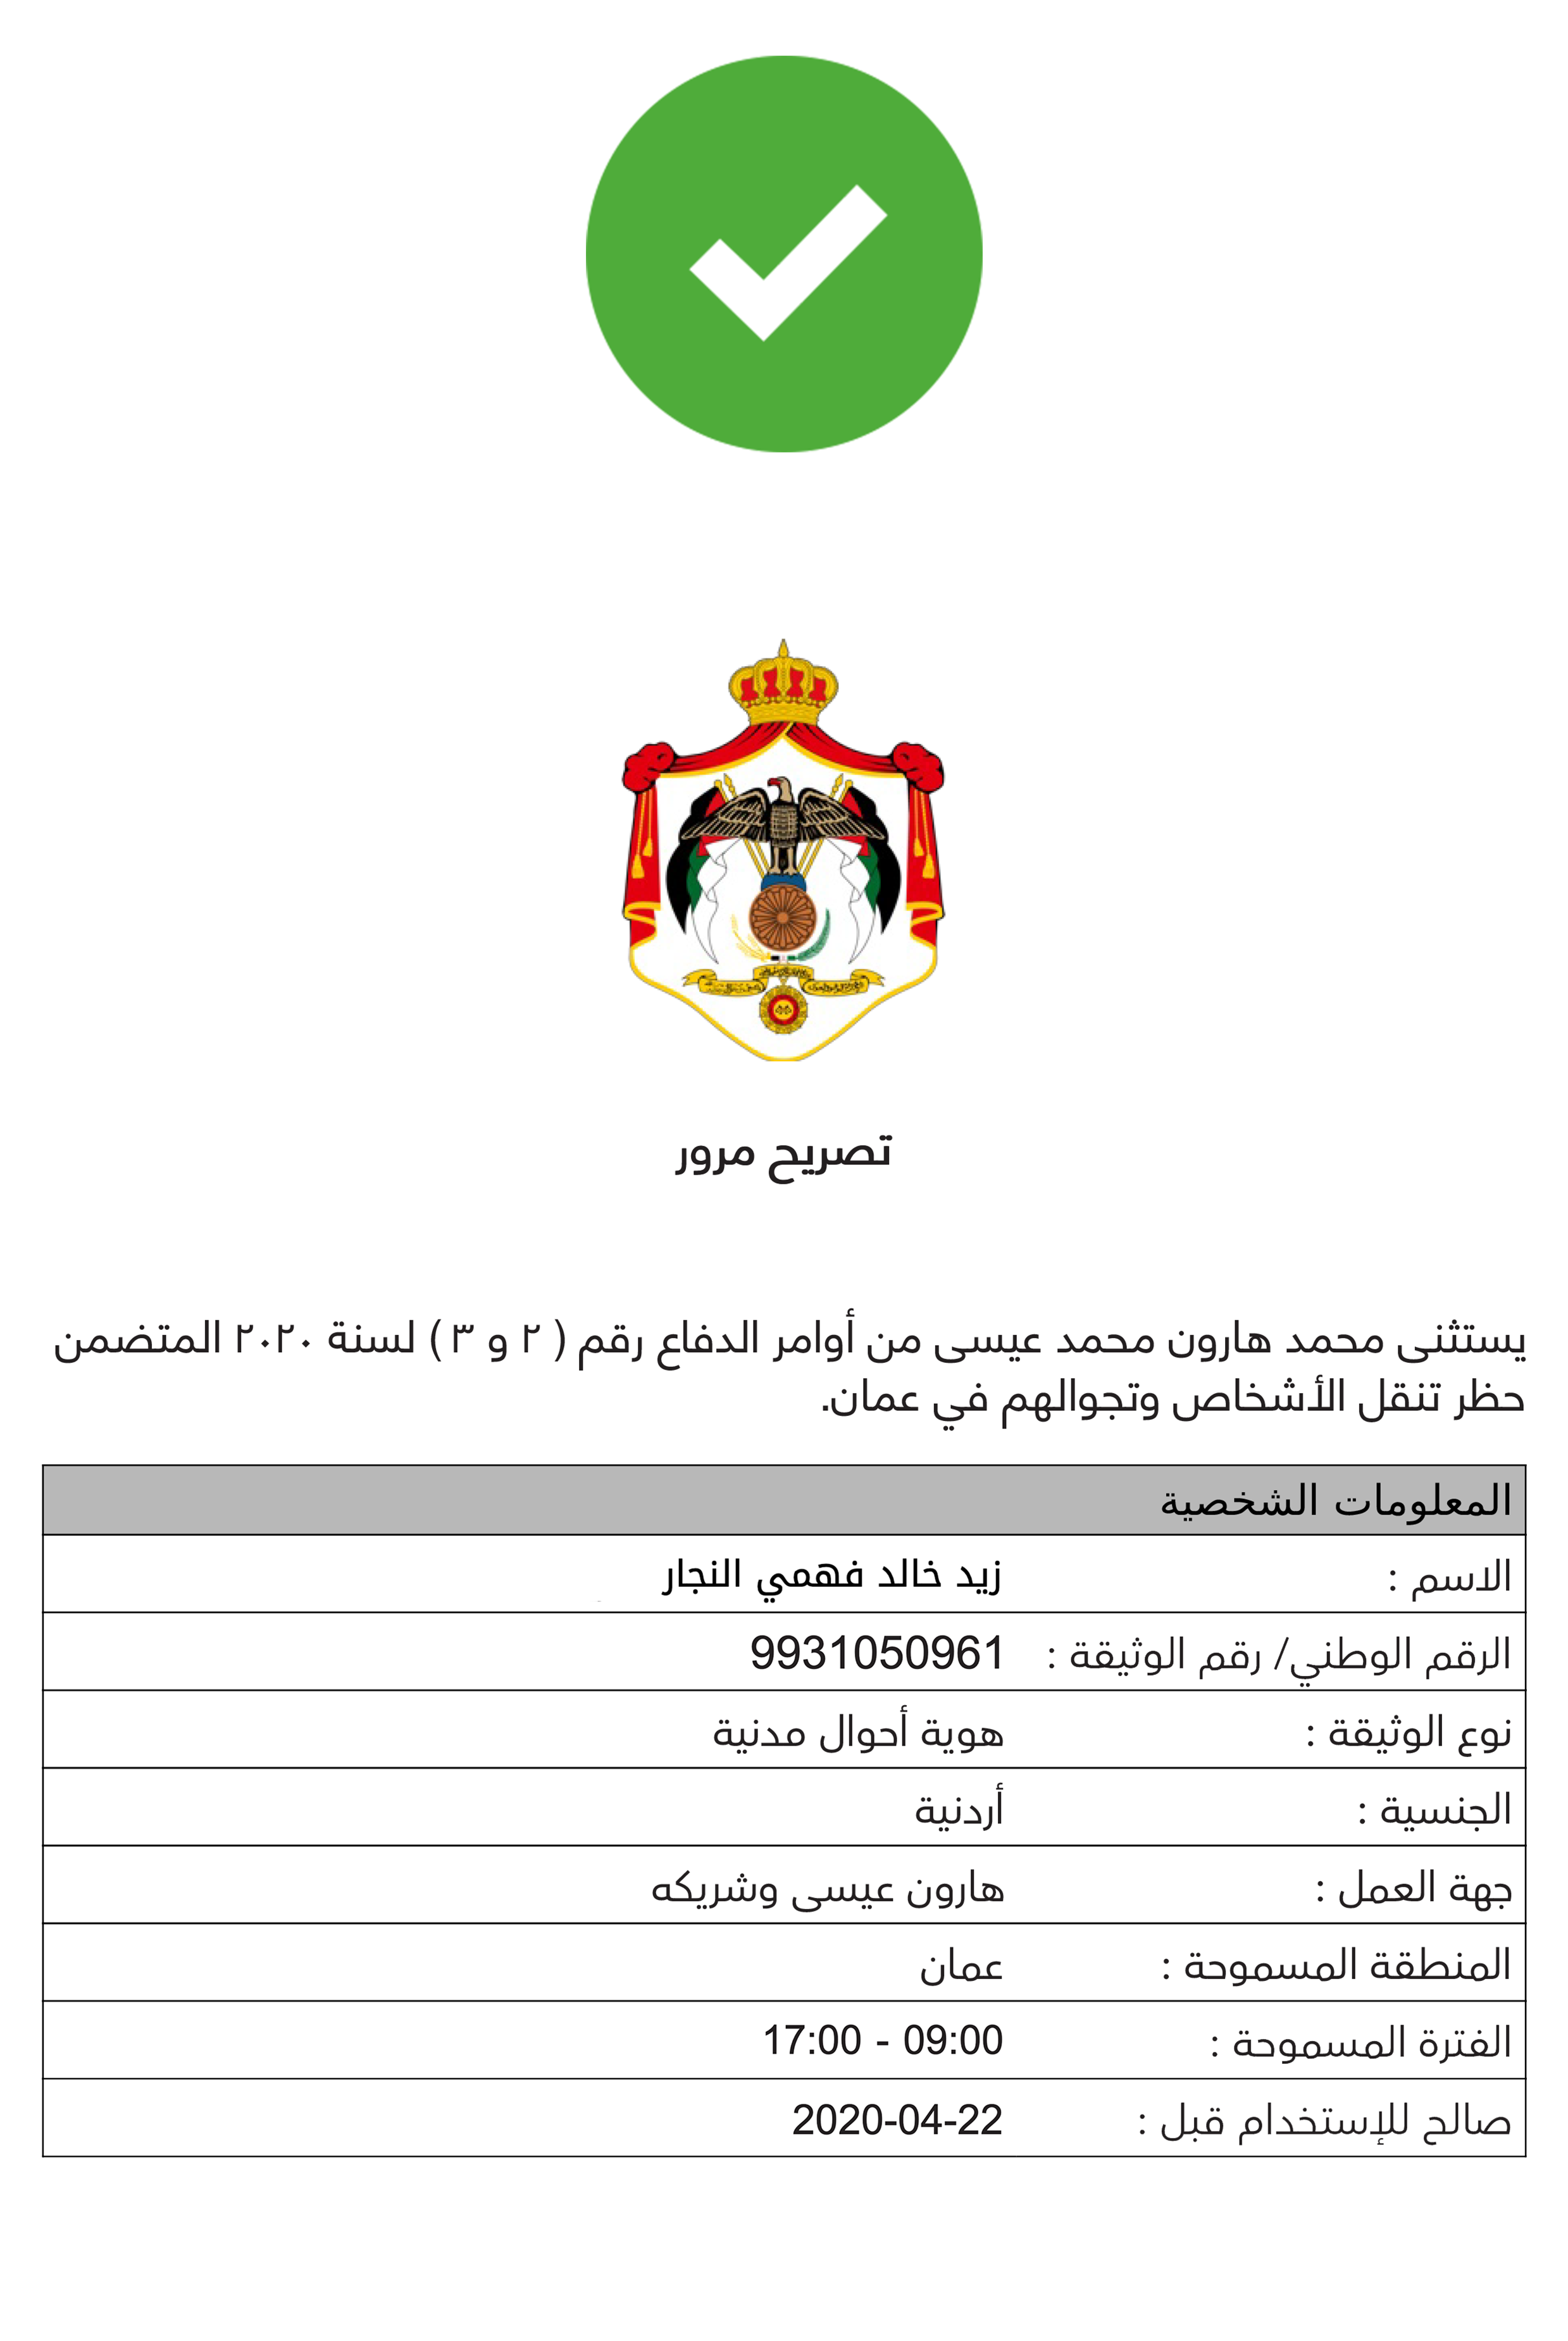 تصريح مرور
يستثنى محمد هارون محمد عيسى من أوامر الدفاع رقم ( ٢ و ٣ ) لسنة ٢٠٢٠ المتضمن
حظر تنقل الأشخاص وتجوالهم في عمان.
المعلومات الشخصية
الاسم : زيد خالد فهمي النجار
الرقم الوطني/ رقم الوثيقة : 9931050961
نوع الوثيقة : هوية أحوال مدنية
الجنسية : أردنية
جهة العمل : هارون عيسى وشريكه
المنطقة المسموحة : عمان
الفترة المسموحة : 09:00 - 17:00
صالح للإستخدام قبل : 2020-04-22